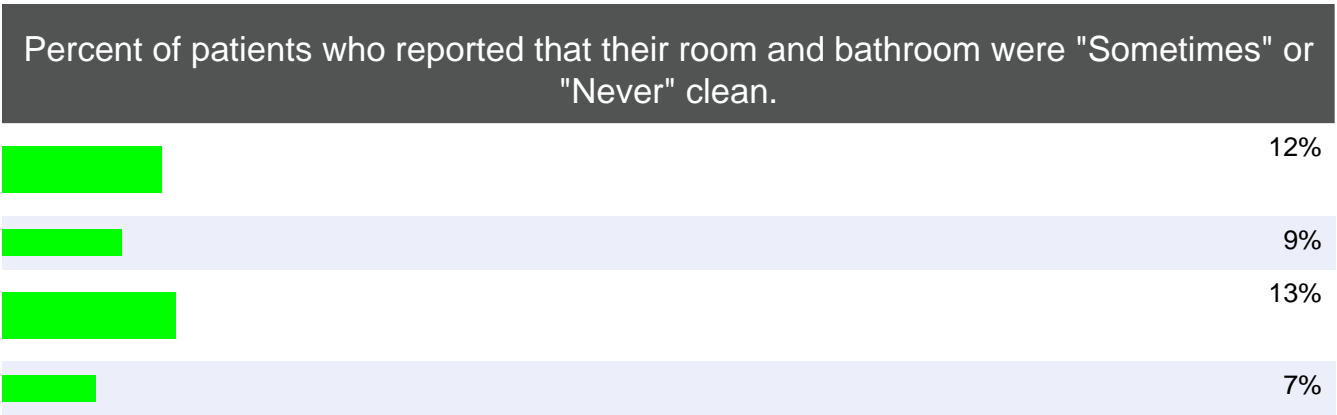 Percent of patients who reported that their room and bathroom were "Sometimes" or
"Never" clean.
12%
9%
13%
7%